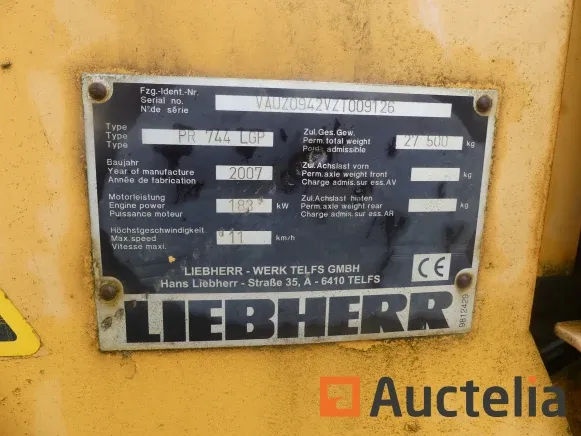 Fzg.-Ident.-Nr.
Serial no.
N°.de série
VAUZ0942VZT009126
Type
Type
Type
PR 744 LGP
Zul.Ges.Gew.
Perm.total weight
Poids admissible
27 500 kg
Baujahr
Year of manufacture
Année de fabrication
2007
Zul.Achslast vorn
Perm.axle weight front
Charge admis.sur ess.AV
kg
Motorleistung
Engine power
Puissance moteur
183 kW
Zul.Achslast hinten
Perm.axle weight rear
Charge admis.sur ess.AR
kg
Höchstgeschwindigkeit
Max.speed
Vitesse maxi.
11 km/h
LIEBHERR - WERK TELFS GMBH
Hans Liebherr - Straße 35, A - 6410 TELFS
CE
LIEBHERR
9812429
Auctelia